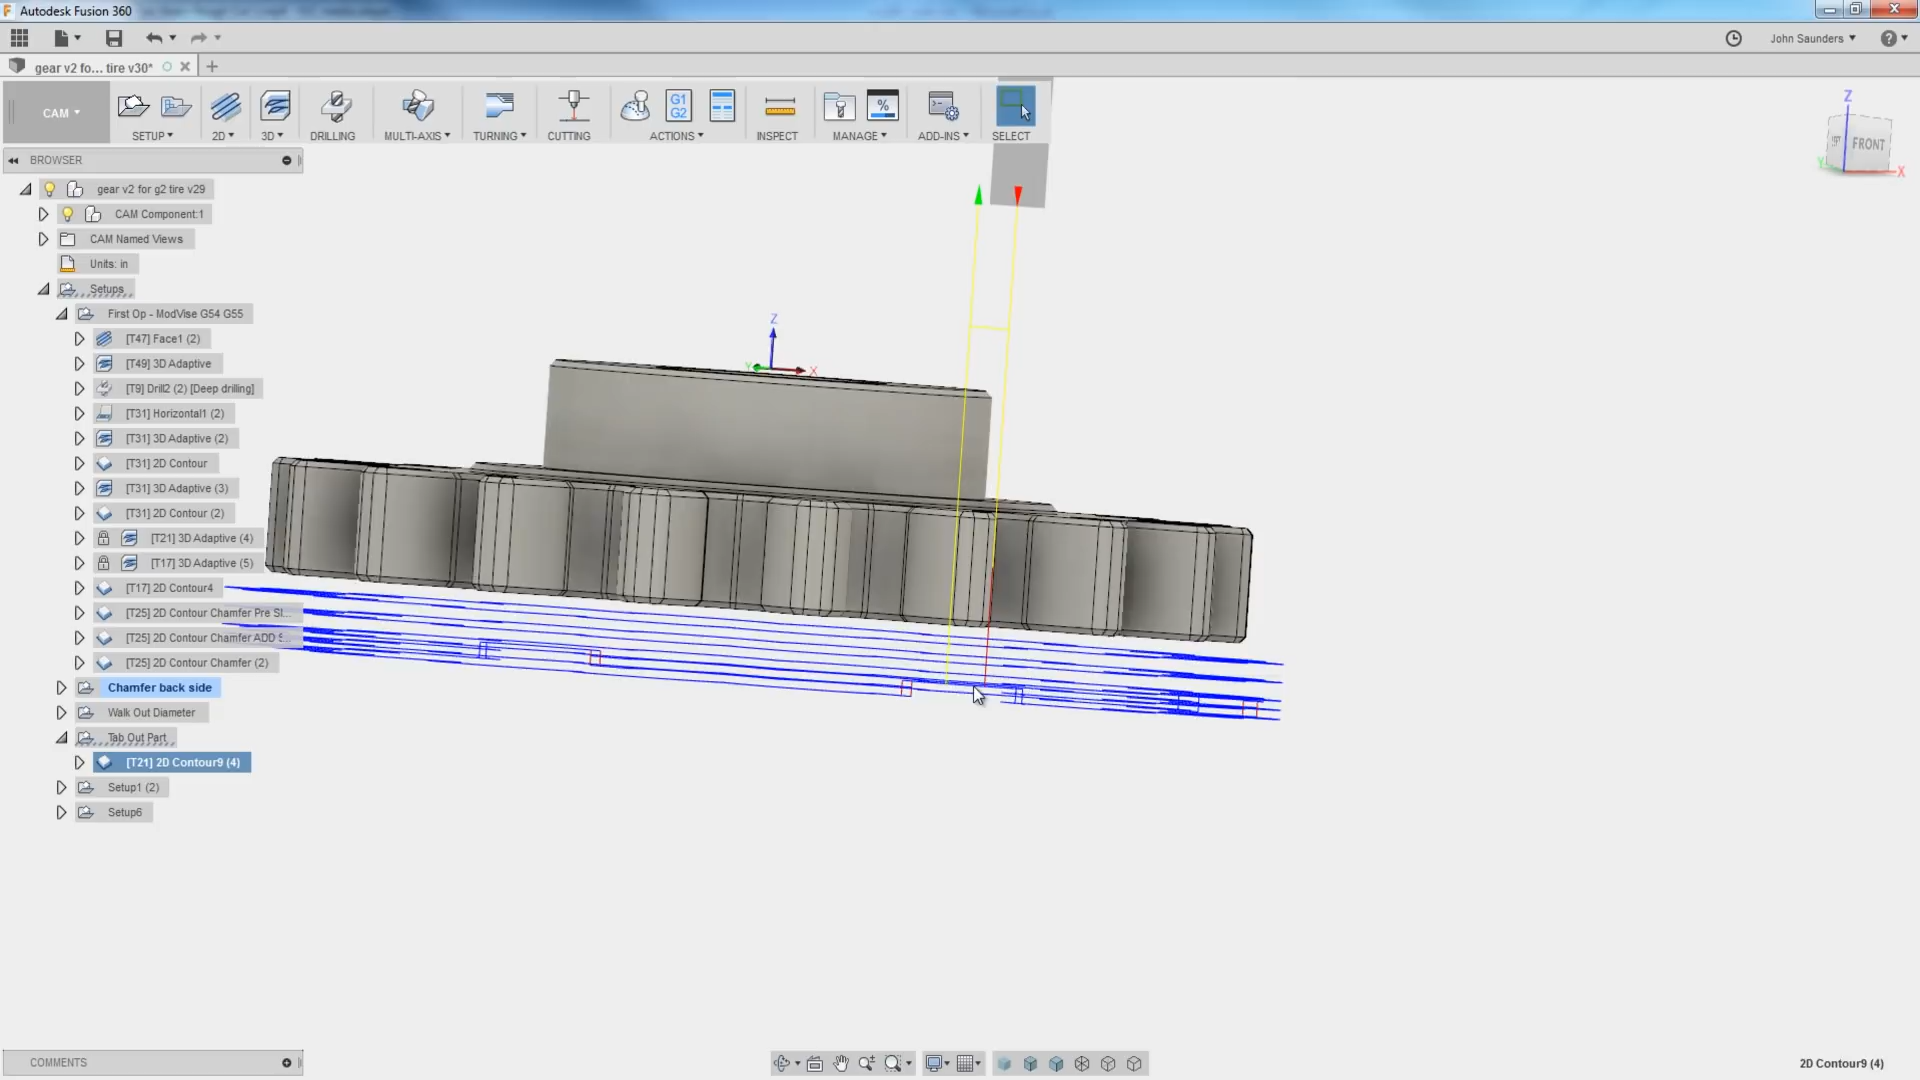 Autodesk Fusion 360
John Saunders
gear v2 fo... tire v30*
CAM
SETUP
2D
3D
DRILLING
MULTI-AXIS
TURNING
CUTTING
G1
G2
ACTIONS
INSPECT
%
MANAGE
ADD-INS
SELECT
Z
FRONT
Y
X
BROWSER
gear v2 for g2 tire v29
CAM Component:1
CAM Named Views
Units: in
Setups
First Op - ModVise G54 G55
[T47] Face1 (2)
[T49] 3D Adaptive
[T9] Drill2 (2) [Deep drilling]
[T31] Horizontal1 (2)
[T31] 3D Adaptive (2)
[T31] 2D Contour
[T31] 3D Adaptive (3)
[T31] 2D Contour (2)
[T21] 3D Adaptive (4)
[T17] 3D Adaptive (5)
[T17] 2D Contour4
[T25] 2D Contour Chamfer Pre Sl...
[T25] 2D Contour Chamfer ADD S...
[T25] 2D Contour Chamfer (2)
Chamfer back side
Walk Out Diameter
Tab Out Part
[T21] 2D Contour9 (4)
Setup1 (2)
Setup6
Z
Y
X
COMMENTS
2D Contour9 (4)